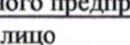 ного предпр
лицо